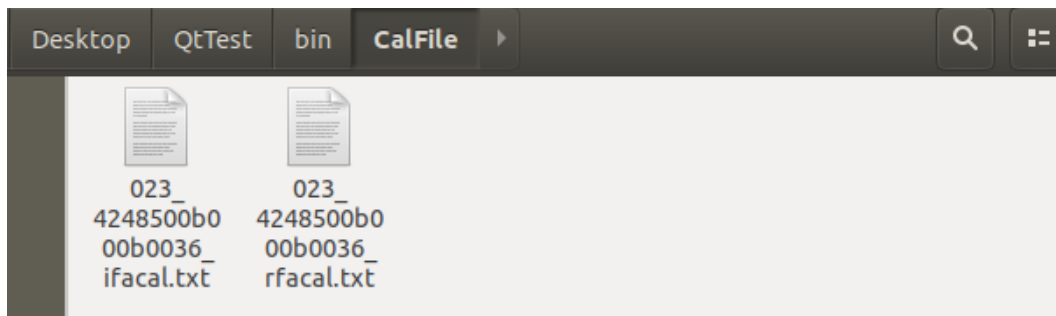 Desktop QtTest bin CalFile
023_ 023_
4248500b0 4248500b0
00b0036_ 00b0036_
ifacal.txt rfacal.txt